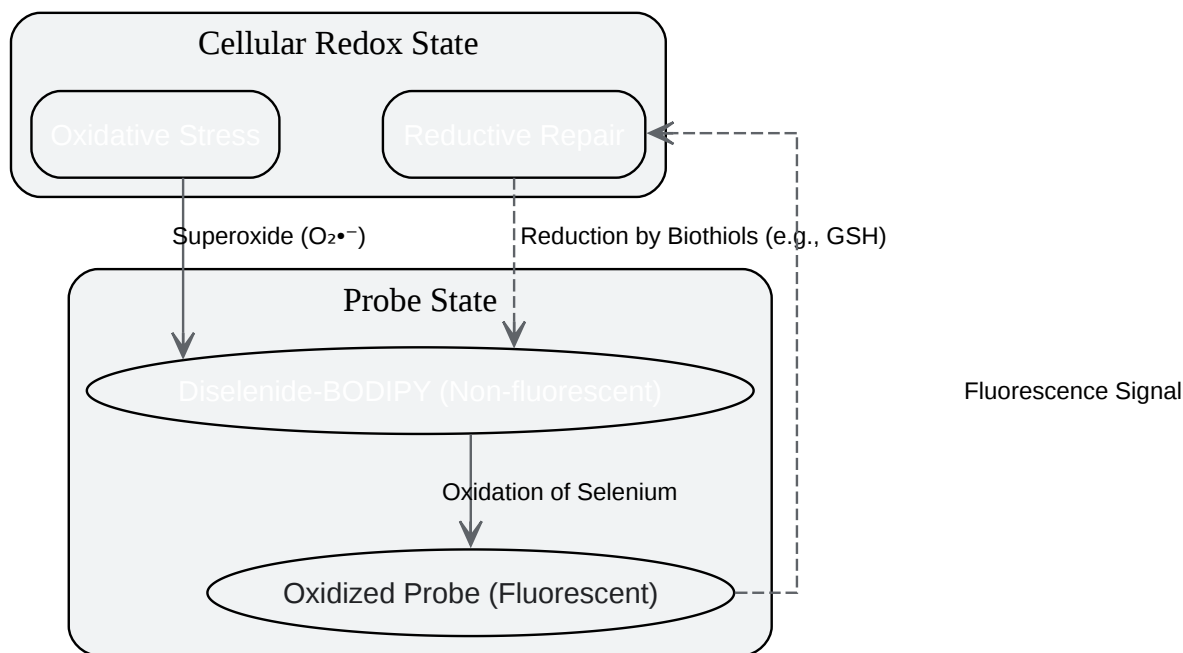 Cellular Redox State
Oxidative Stress
Reductive Repair
Superoxide (O₂•⁻)
Reduction by Biothiols (e.g., GSH)
Probe State
Diselenide-BODIPY (Non-fluorescent)
Fluorescence Signal
Oxidation of Selenium
Oxidized Probe (Fluorescent)